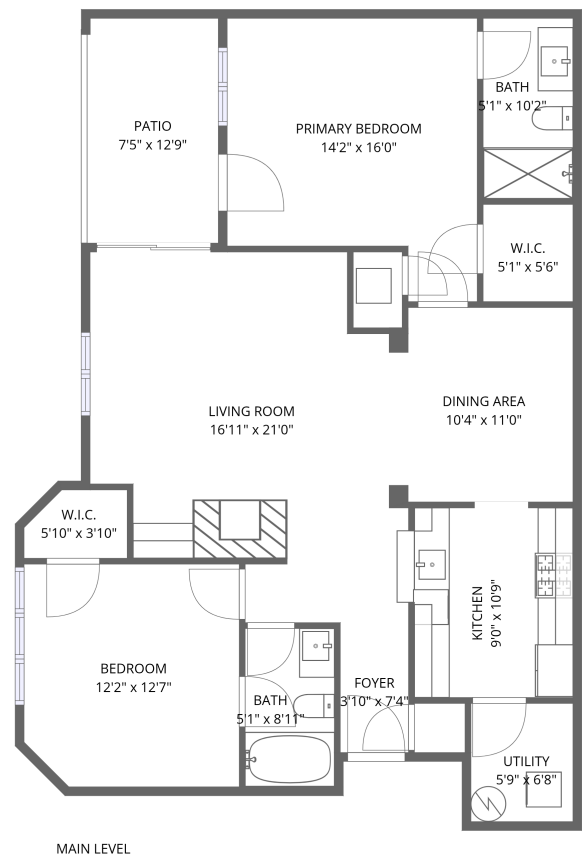 PATIO
7'5" x 12'9"
PRIMARY BEDROOM
14'2" x 16'0"
BATH
5'1" x 10'2"
W.I.C.
5'1" x 5'6"
LIVING ROOM
16'11" x 21'0"
DINING AREA
10'4" x 11'0"
W.I.C.
5'10" x 3'10"
KITCHEN
9'0" x 10'9"
BEDROOM
12'2" x 12'7"
BATH
5'1" x 8'11"
FOYER
3'10" x 7'4"
UTILITY
5'9" x 6'8"
MAIN LEVEL